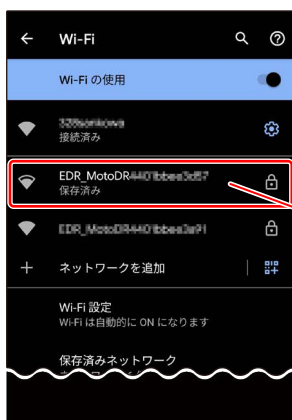 Wi-Fi
Wi-Fi の使用
接続済み
EDR_MotoDR
保存済み
ネットワークを追加
Wi-Fi 設定
Wi-Fi は自動的に ON になります
保存済みネットワーク